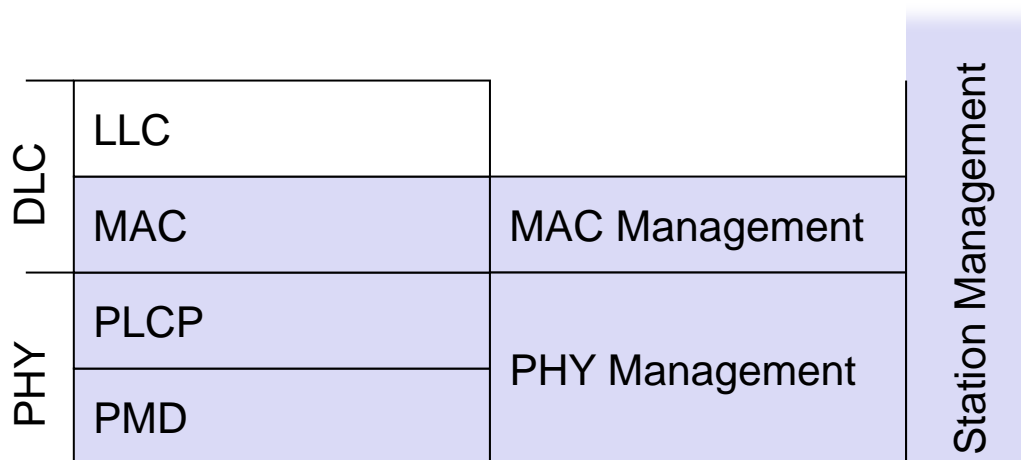 DLC
LLC
MAC
MAC Management
PHY
PLCP
PMD
PHY Management
Station Management